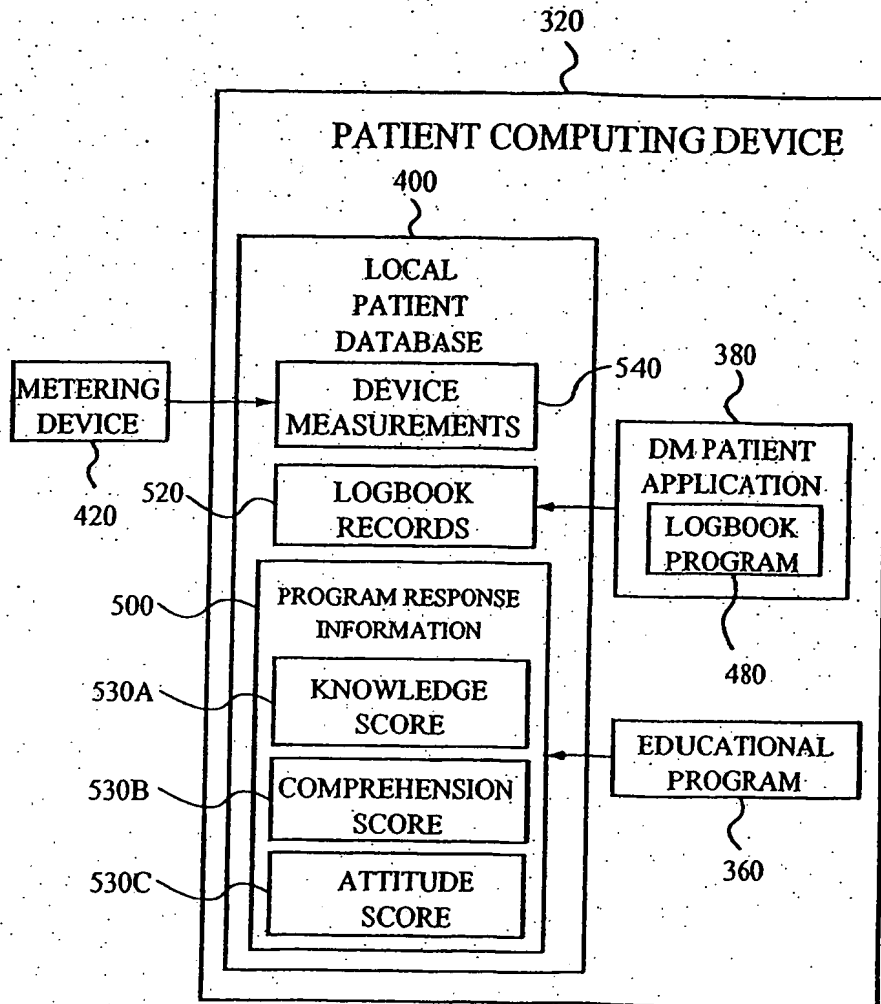 320
PATIENT COMPUTING DEVICE
400
LOCAL
PATIENT
DATABASE
METERING
DEVICE
420
DEVICE
MEASUREMENTS
540
380
DM PATIENT
APPLICATION
LOGBOOK
PROGRAM
480
520
LOGBOOK
RECORDS
500
PROGRAM RESPONSE
INFORMATION
530A
KNOWLEDGE
SCORE
530B
COMPREHENSION
SCORE
530C
ATTITUDE
SCORE
EDUCATIONAL
PROGRAM
360